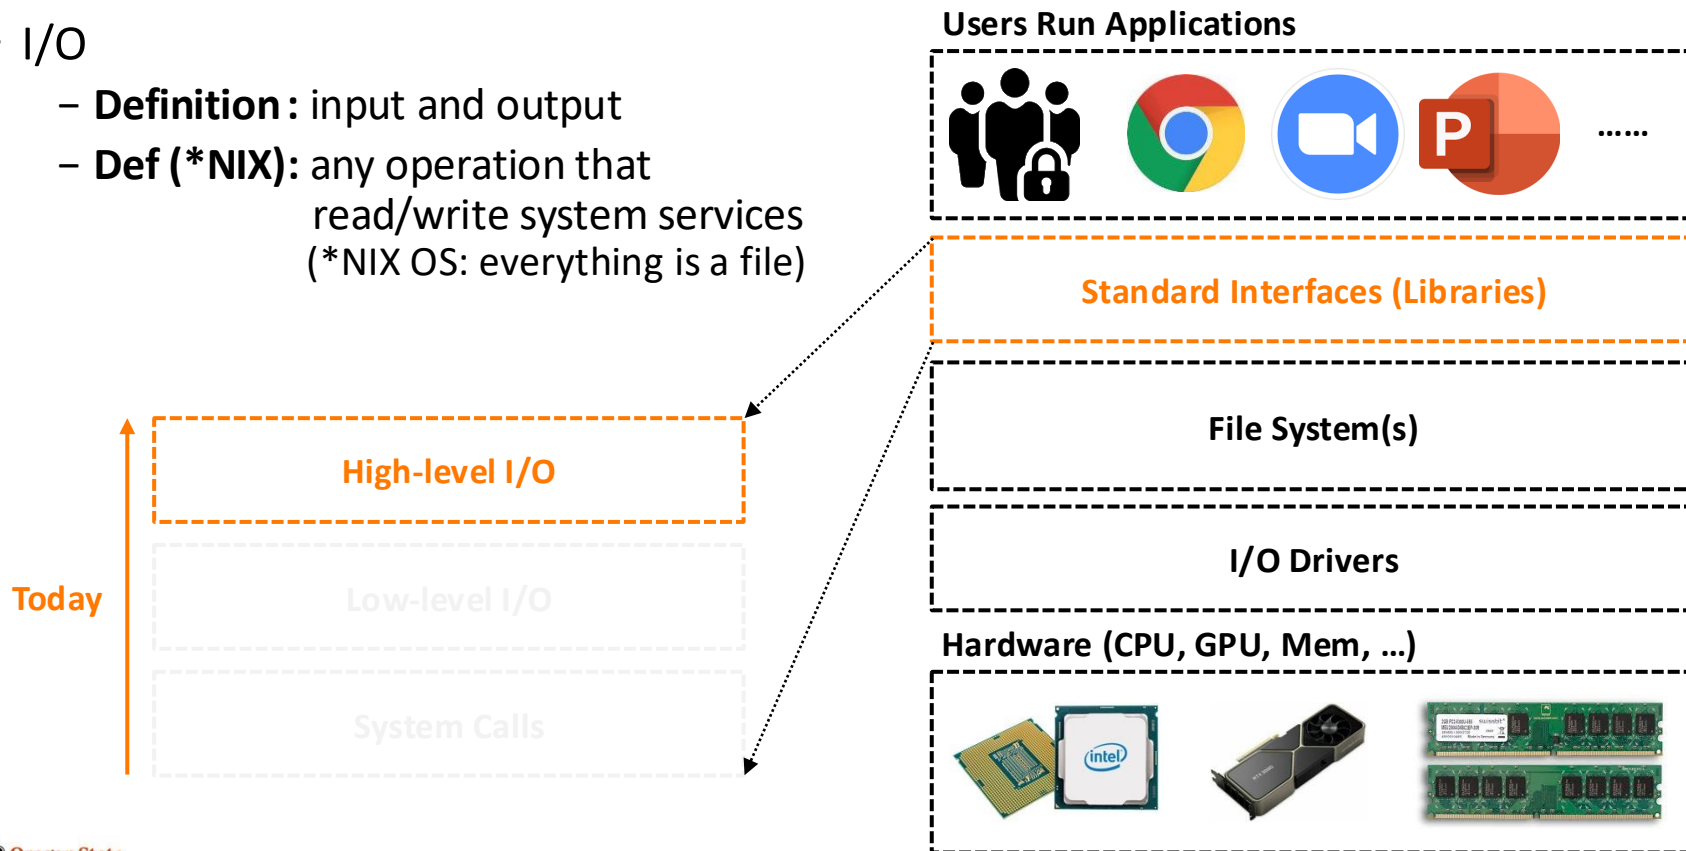 I/O
– Definition: input and output
– Def (*NIX): any operation that
read/write system services
(*NIX OS: everything is a file)
Today
High-level I/O
Low-level I/O
System Calls
Users Run Applications
P
......
Standard Interfaces (Libraries)
File System(s)
I/O Drivers
Hardware (CPU, GPU, Mem, …)
intel